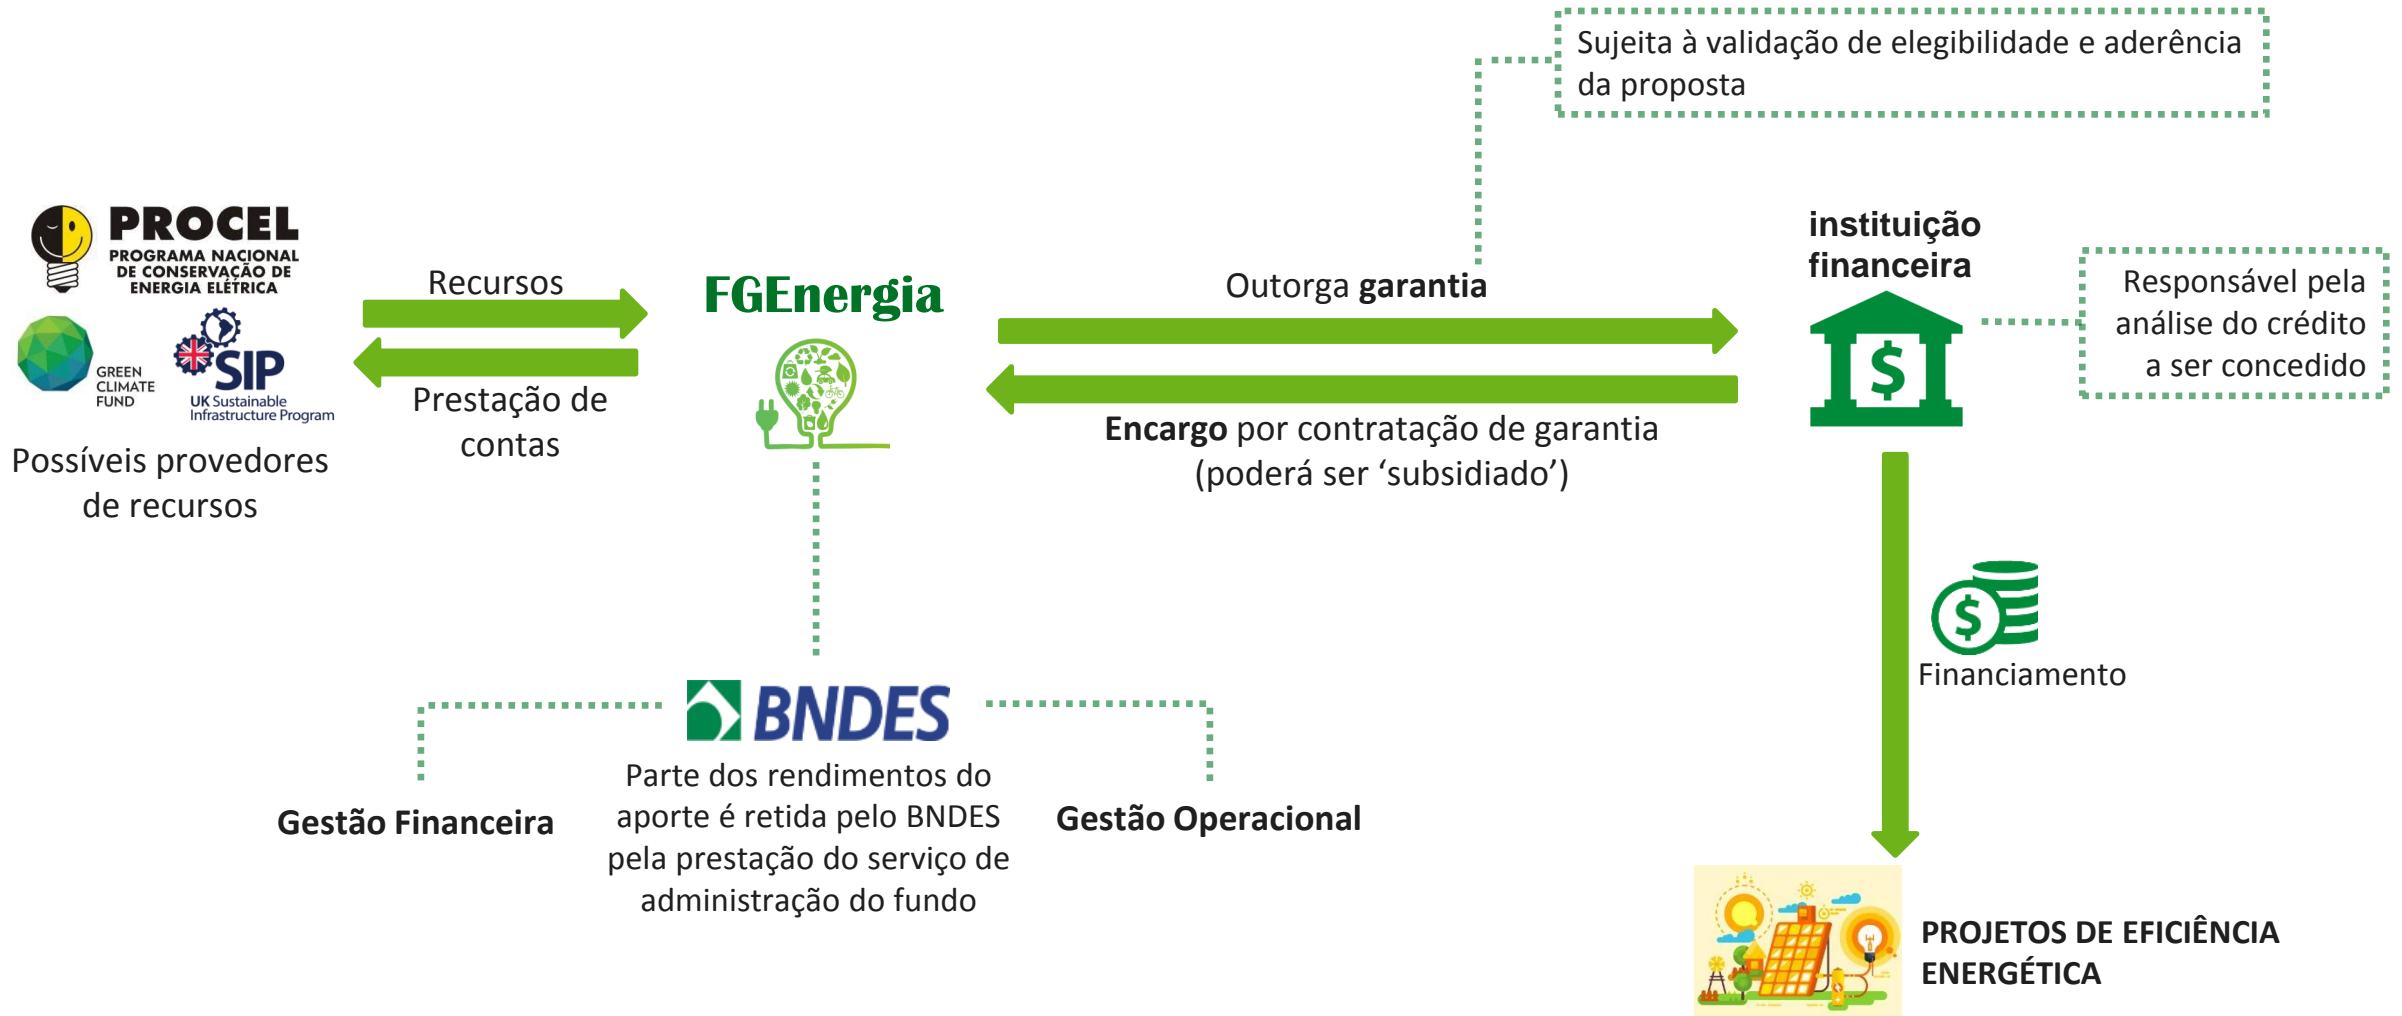 Sujeita à validação de elegibilidade e aderência
da proposta
PROCEL
PROGRAMA NACIONAL
DE CONSERVAÇÃO DE
ENERGIA ELÉTRICA
GREEN
CLIMATE
FUND
SIP
UK Sustainable
Infrastructure Program
Possíveis provedores
de recursos
Recursos
Prestação de
contas
FGEnergia
Outorga garantia
Encargo por contratação de garantia
(poderá ser ‘subsidiado’)
instituição
financeira
$
Responsável pela
análise do crédito
a ser concedido
$
Financiamento
BNDES
Parte dos rendimentos do
aporte é retida pelo BNDES
pela prestação do serviço de
administração do fundo
Gestão Financeira
Gestão Operacional
PROJETOS DE EFICIÊNCIA
ENERGÉTICA